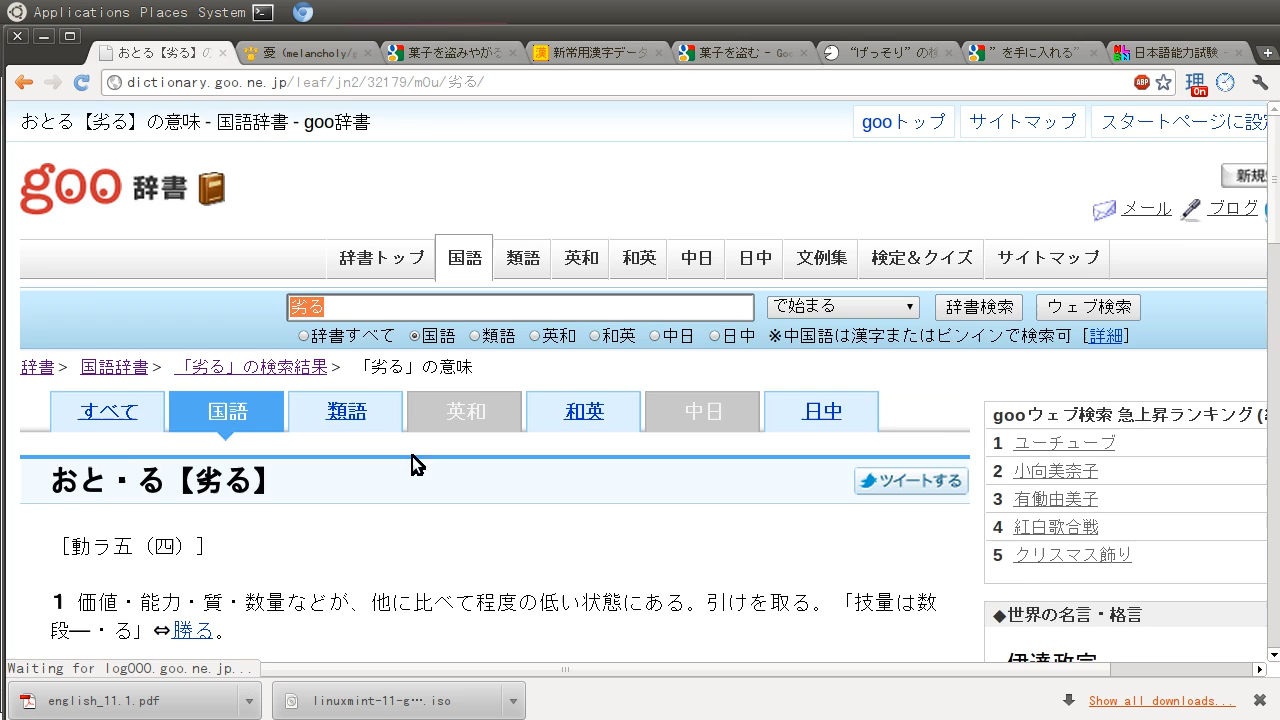 Applications Places System
おとる【劣る】の
愛 (melancholy/g
菓子を盗みやがる
新常用漢字データ
菓子を盗む - Goo
“げっそり”の
” を手に入れる”
日本語能力試験
dictionary.goo.ne.jp/leaf/jn2/32179/m0u/劣る/
ABP
理 On
おとる【劣る】の意味 - 国語辞書 - goo辞書
gooトップ
サイトマップ
スタートページに設定
goo 辞書
新規
メール
ブログ
辞書トップ 国語 類語 英和 和英 中日 日中 文例集 検定&クイズ サイトマップ
劣る
で始まる
辞書検索
ウェブ検索
辞書すべて 国語 類語 英和 和英 中日 日中 ※中国語は漢字またはピンインで検索可 [詳細]
辞書> 国語辞書> 「劣る」の検索結果> 「劣る」の意味
すべて 国語 類語 英和 和英 中日 日中
おと・る【劣る】
ツイートする
[動ラ五(四)]
1 価値・能力・質・数量などが、他に比べて程度の低い状態にある。引けを取る。「技量は数
段―・る」⇔勝る。
gooウェブ検索 急上昇ランキング
1 ユーチューブ
2 小向美奈子
3 有働由美子
4 紅白歌合戦
5 クリスマス飾り
◆世界の名言・格言
伊達政宗
Waiting for log000.goo.ne.jp...
english_11.1.pdf
linuxmint-11-g….iso
Show all downloads...